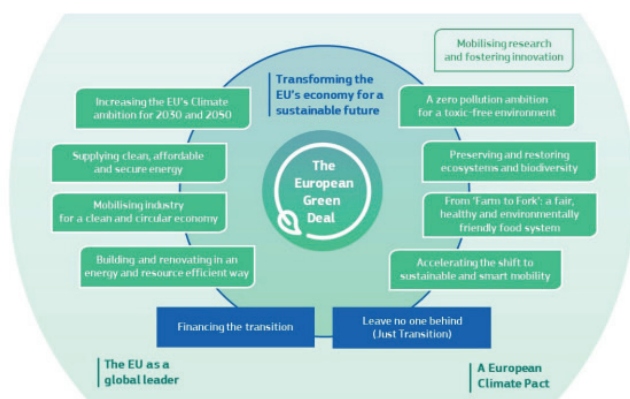 Mobilising research
and fostering innovation
Transforming the
EU's economy for a
sustainable future
Increasing the EU's Climate
ambition for 2030 and 2050
A zero pollution ambition
for a toxic-free environment
Supplying clean, affordable
and secure energy
The
European
Green
Deal
Preserving and restoring
ecosystems and biodiversity
Mobilising industry
for a clean and circular economy
From 'Farm to Fork': a fair,
healthy and environmentally
friendly food system
Building and renovating in an
energy and resource efficient way
Accelerating the shift to
sustainable and smart mobility
Financing the transition
Leave no one behind
(Just Transition)
The EU as a
global leader
A European
Climate Pact